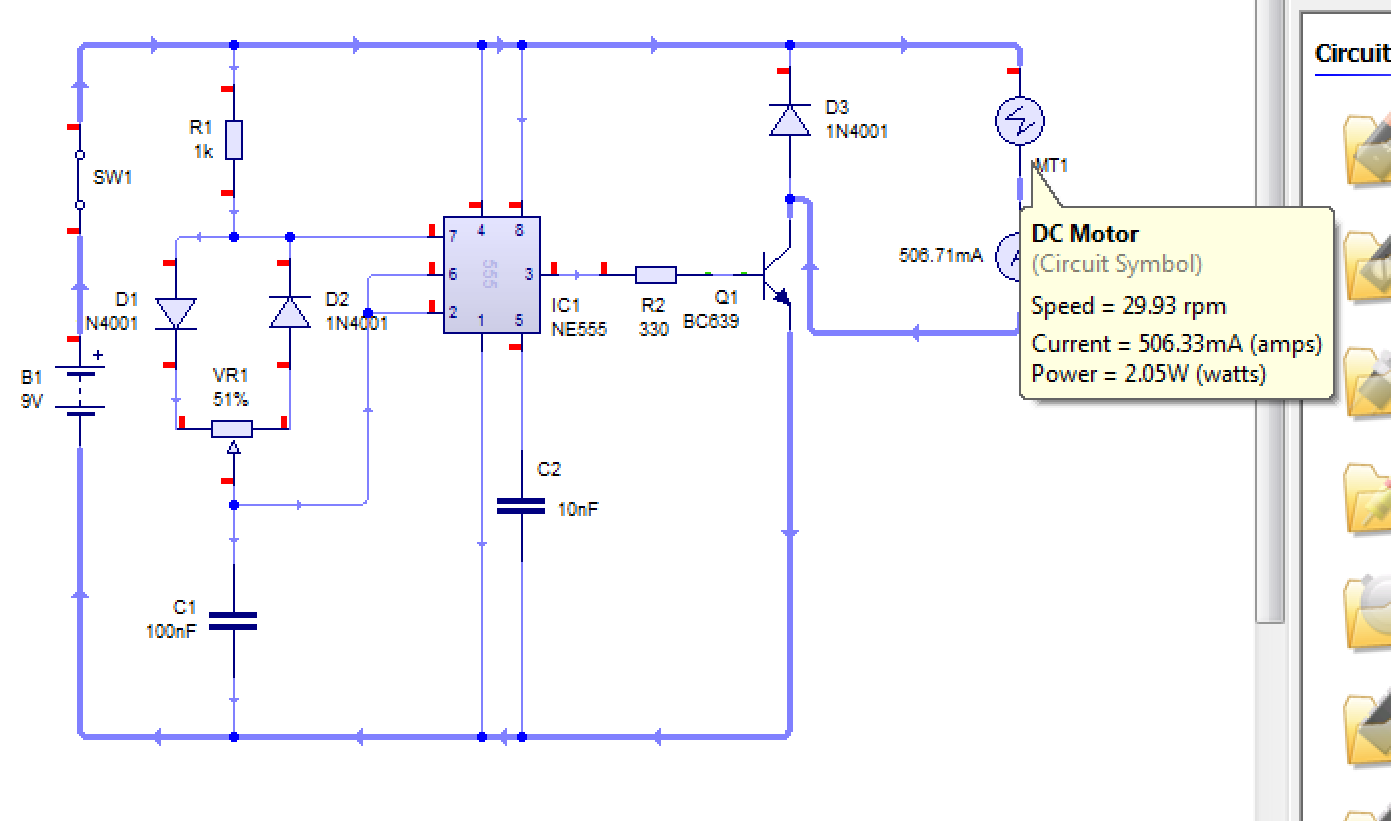 Circuit
R1
1k
SW1
D3
1N4001
MT1
DC Motor
(Circuit Symbol)
Speed = 29.93 rpm
Current = 506.33mA (amps)
Power = 2.05W (watts)
506.71mA
A
7
4
8
6
555
3
2
1
5
IC1
NE555
R2
330
Q1
BC639
D1
N4001
D2
1N4001
+
B1
9V
VR1
51%
C2
10nF
C1
100nF